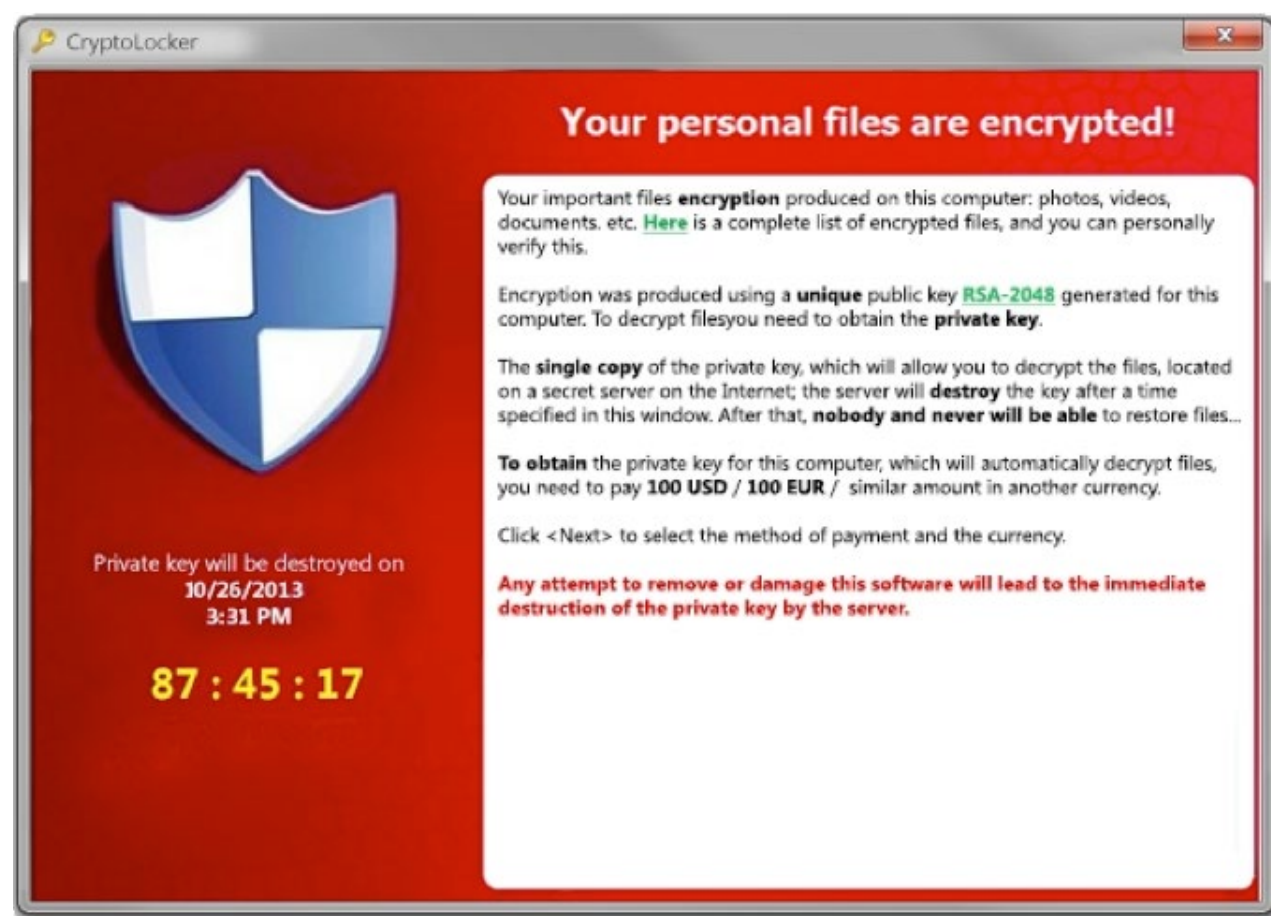 CryptoLocker
Your personal files are encrypted!
Your important files encryption produced on this computer: photos, videos,
documents. etc. Here is a complete list of encrypted files, and you can personally
verify this.
Encryption was produced using a unique public key RSA-2048 generated for this
computer. To decrypt filesyou need to obtain the private key.
The single copy of the private key, which will allow you to decrypt the files, located
on a secret server on the Internet; the server will destroy the key after a time
specified in this window. After that, nobody and never will be able to restore files...
To obtain the private key for this computer, which will automatically decrypt files,
you need to pay 100 USD / 100 EUR / similar amount in another currency.
Click <Next> to select the method of payment and the currency.
Any attempt to remove or damage this software will lead to the immediate
destruction of the private key by the server.
Private key will be destroyed on
10/26/2013
3:31 PM
87 : 45 : 17